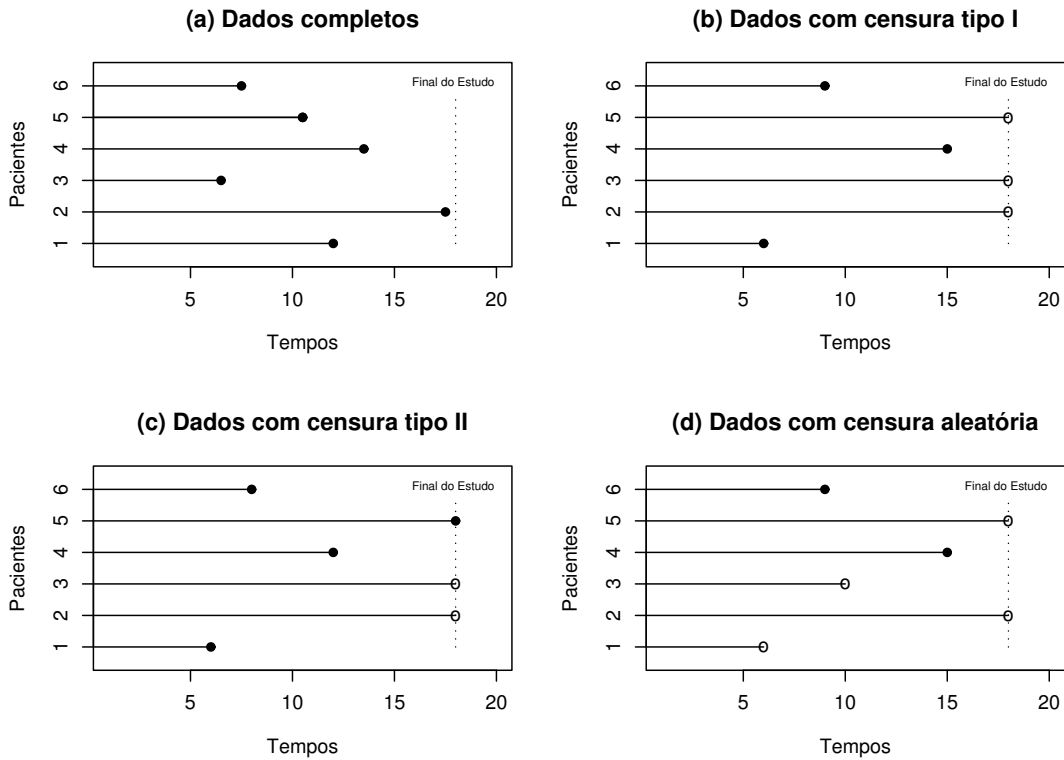 (a) Dados completos
Final do Estudo
Pacientes
6
5
4
3
2
1
5 10 15 20
Tempos
(b) Dados com censura tipo I
Final do Estudo
Pacientes
6
5
4
3
2
1
5 10 15 20
Tempos
(c) Dados com censura tipo II
Final do Estudo
Pacientes
6
5
4
3
2
1
5 10 15 20
Tempos
(d) Dados com censura aleatória
Final do Estudo
Pacientes
6
5
4
3
2
1
5 10 15 20
Tempos